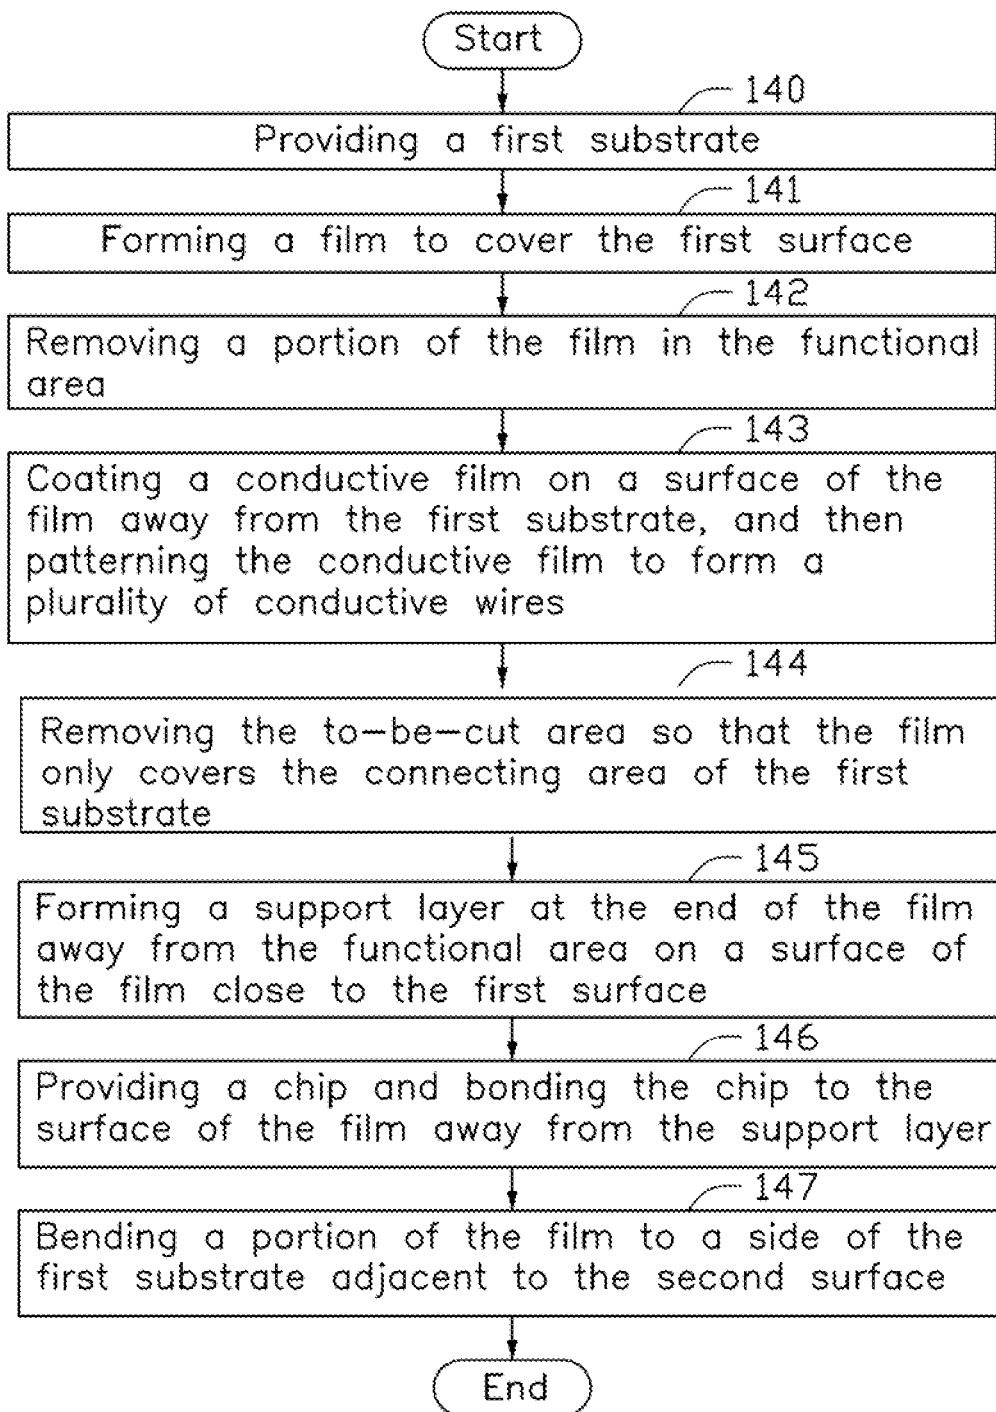 Start
140
Providing a first substrate
141
Forming a film to cover the first surface
142
Removing a portion of the film in the functional
area
143
Coating a conductive film on a surface of the
film away from the first substrate, and then
patterning the conductive film to form a
plurality of conductive wires
144
Removing the to-be-cut area so that the film
only covers the connecting area of the first
substrate
145
Forming a support layer at the end of the film
away from the functional area on a surface of
the film close to the first surface
146
Providing a chip and bonding the chip to the
surface of the film away from the support layer
147
Bending a portion of the film to a side of the
first substrate adjacent to the second surface
End